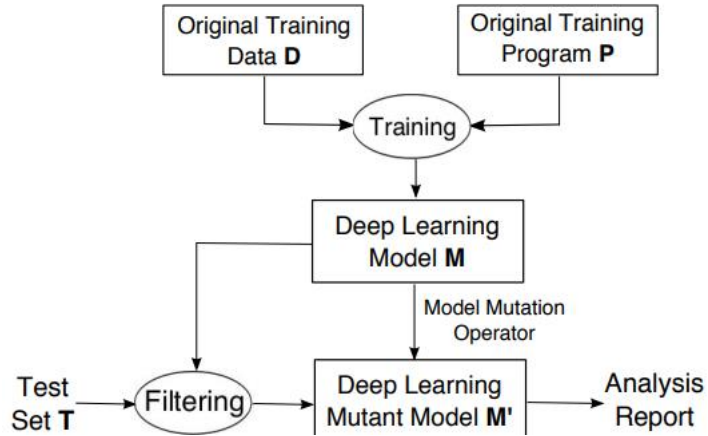 Original Training
Data D
Original Training
Program P
Training
Deep Learning
Model M
Model Mutation
Operator
Test
Set T
Filtering
Deep Learning
Mutant Model M'
Analysis
Report